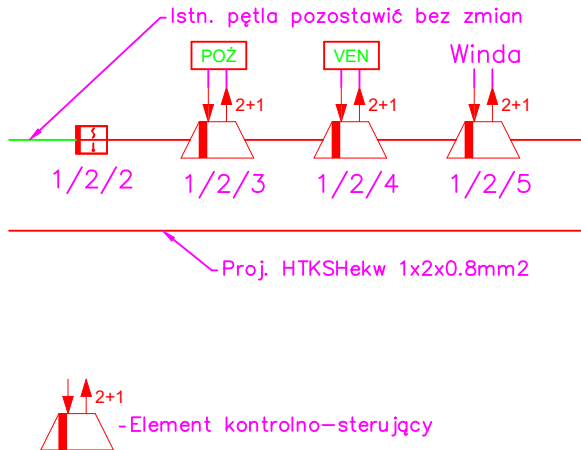 Istn. pętla pozostawić bez zmian
POŻ VEN Winda
2+1 2+1 2+1
1/2/2 1/2/3 1/2/4 1/2/5
Proj. HTKSHekw 1x2x0.8mm2
2+1
-Element kontrolno-sterujący